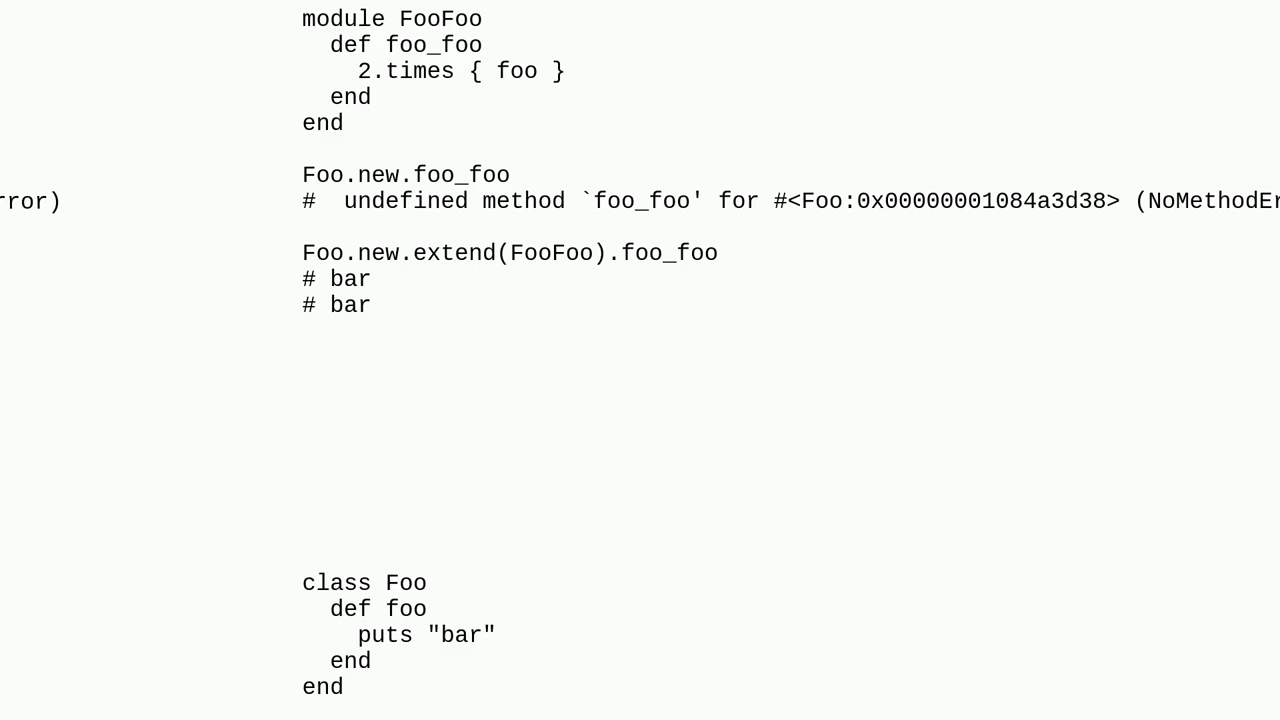 module FooFoo
  def foo_foo
    2.times { foo }
  end
end

Foo.new.foo_foo
rror)
#  undefined method `foo_foo' for #<Foo:0x00000001084a3d38> (NoMethodEr

Foo.new.extend(FooFoo).foo_foo
# bar
# bar

class Foo
  def foo
    puts "bar"
  end
end